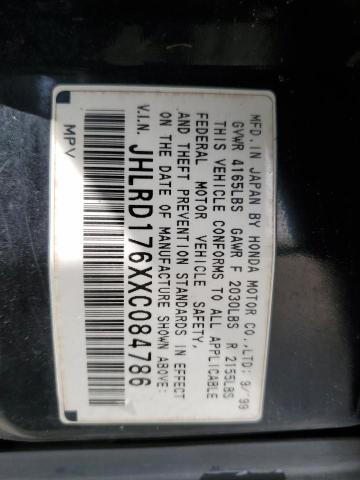 MFD. IN JAPAN BY HONDA MOTOR CO.,LTD. 9/99
GVWR 4165LBS GAWR F 2030LBS R 2155LBS
THIS VEHICLE CONFORMS TO ALL APPLICABLE
FEDERAL MOTOR VEHICLE SAFETY,
AND THEFT PREVENTION STANDARDS IN EFFECT
ON THE DATE OF MANUFACTURE SHOWN ABOVE.
V.I.N. JHLRD176XXC084786
MPV